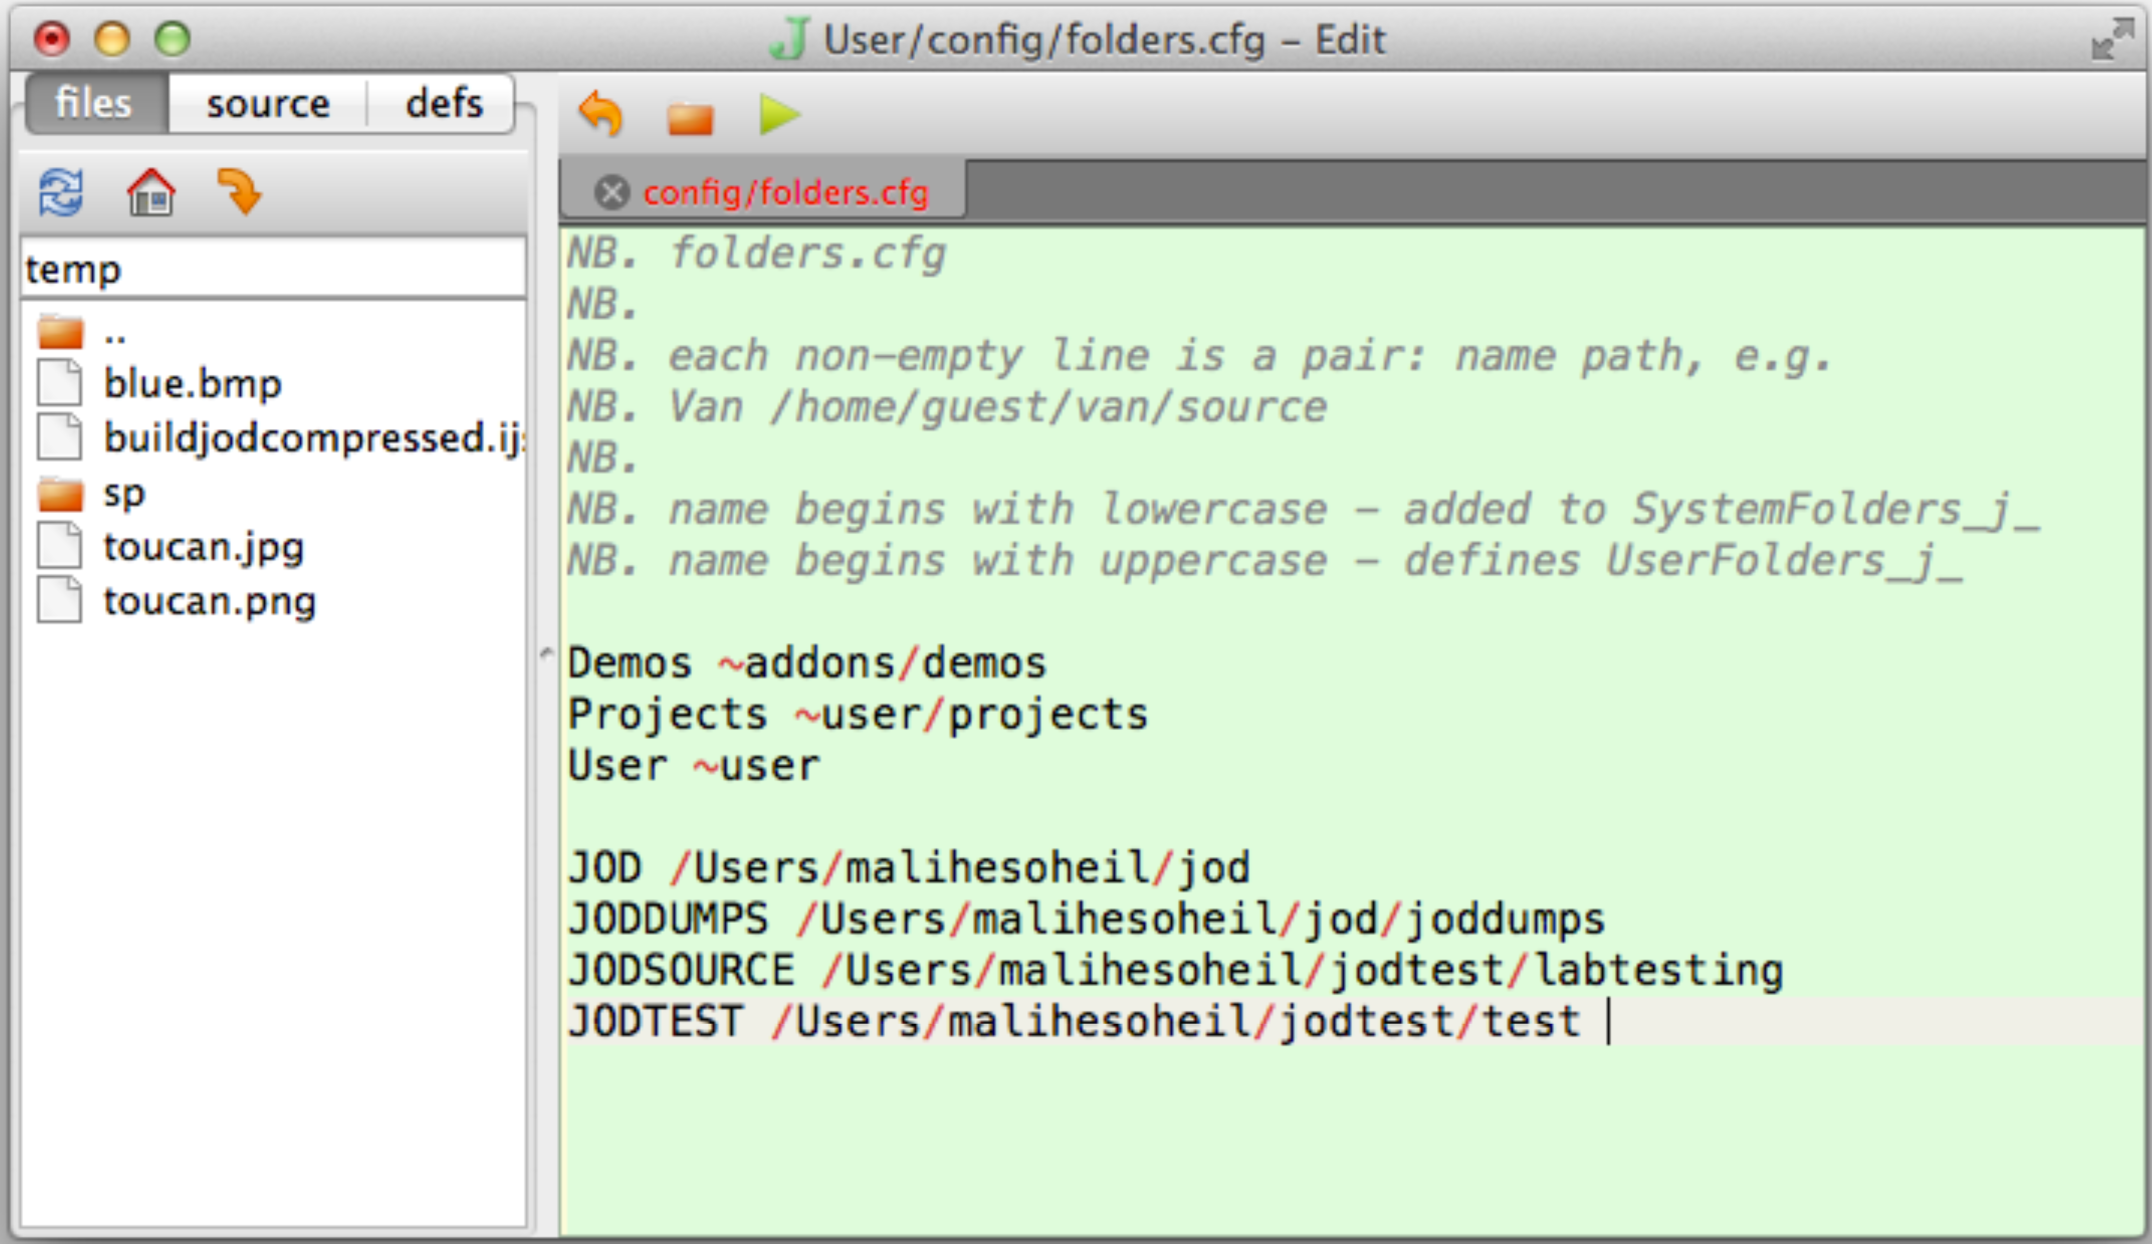 User/config/folders.cfg – Edit
files source defs
config/folders.cfg
temp
..
blue.bmp
buildjodcompressed.ij
sp
toucan.jpg
toucan.png
NB. folders.cfg
NB.
NB. each non-empty line is a pair: name path, e.g.
NB. Van /home/guest/van/source
NB.
NB. name begins with lowercase - added to SystemFolders_j_
NB. name begins with uppercase - defines UserFolders_j_
Demos ~addons/demos
Projects ~user/projects
User ~user
JOD /Users/malihesoheil/jod
JODDUMPS /Users/malihesoheil/jod/joddumps
JODSOURCE /Users/malihesoheil/jodtest/labtesting
JODTEST /Users/malihesoheil/jodtest/test